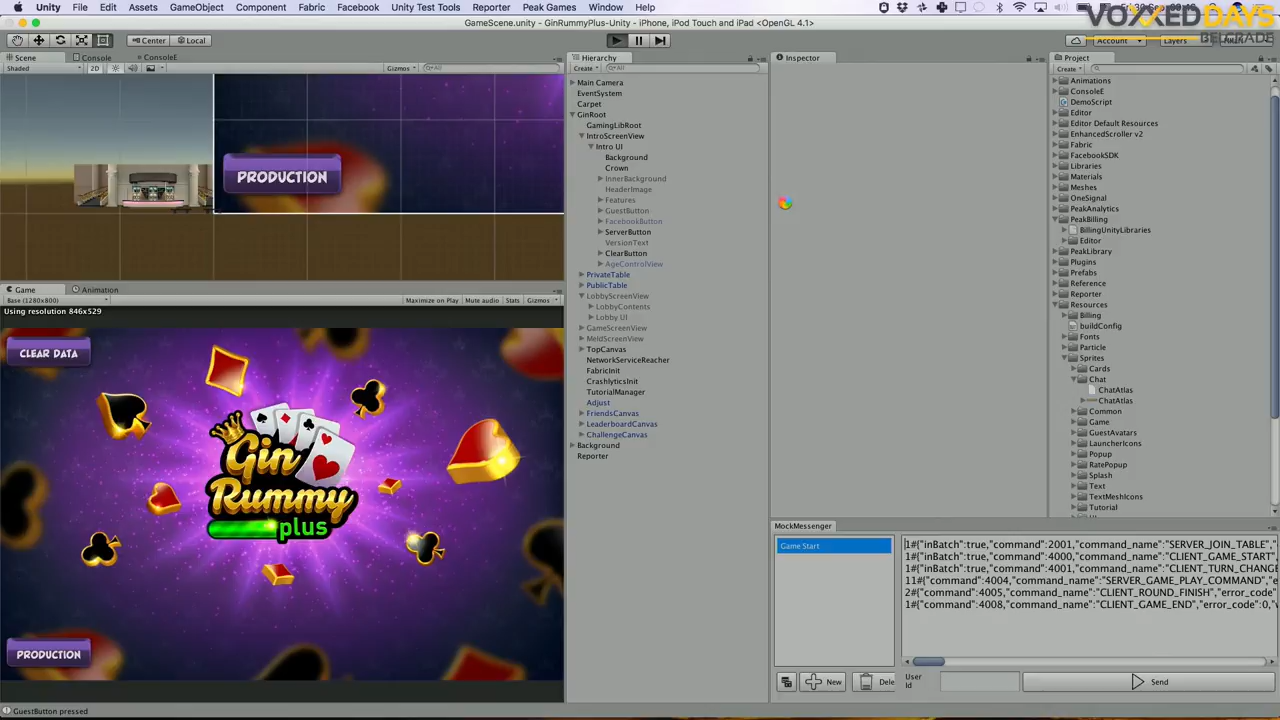 Unity File Edit Assets GameObject Component Fabric Facebook Unity Test Tools Reporter Peak Games Window Help
VOXXED DAYS
BELGRADE
GameScene.unity - GinRummyPlus-Unity - iPhone, iPod Touch and iPad <OpenGL 4.1>
Center Local Account Layers
Scene Console ConsoleE
Shaded 2D Gizmos All
PRODUCTION
Game Animation
Base (1280x800) Maximize on Play Mute audio Stats Gizmos
Using resolution 846x529
CLEAR DATA
Gin
Rummy
plus
PRODUCTION
GuestButton pressed
Hierarchy
Create All
Main Camera
EventSystem
Carpet
GinRoot
GamingLibRoot
IntroScreenView
Intro UI
Background
Crown
InnerBackground
HeaderImage
Features
GuestButton
FacebookButton
ServerButton
VersionText
ClearButton
AgeControlView
PrivateTable
PublicTable
LobbyScreenView
LobbyContents
Lobby UI
GameScreenView
MeldScreenView
TopCanvas
NetworkServiceReacher
FabricInit
CrashlyticsInit
TutorialManager
Adjust
FriendsCanvas
LeaderboardCanvas
ChallengeCanvas
Background
Reporter
Inspector
Project
Create
Animations
ConsoleE
DemoScript
Editor
Editor Default Resources
EnhancedScroller v2
Fabric
FacebookSDK
Libraries
Materials
Meshes
OneSignal
PeakAnalytics
PeakBilling
BillingUnityLibraries
Editor
PeakLibrary
Plugins
Prefabs
Reference
Reporter
Resources
Billing
buildConfig
Fonts
Particle
Sprites
Cards
Chat
ChatAtlas
ChatAtlas
Common
Game
GuestAvatars
LauncherIcons
Popup
RatePopup
Splash
Text
TextMeshIcons
Tutorial
MockMessenger
Game Start
1#{"inBatch":true,"command":2001,"command_name":"SERVER_JOIN_TABLE","
1#{"inBatch":true,"command":4000,"command_name":"CLIENT_GAME_START",
1#{"inBatch":true,"command":4001,"command_name":"CLIENT_TURN_CHANGE
11#{"command":4004,"command_name":"SERVER_GAME_PLAY_COMMAND","e
2#{"command":4005,"command_name":"CLIENT_ROUND_FINISH","error_code"
1#{"command":4008,"command_name":"CLIENT_GAME_END","error_code":0,"
New Dele User Id Send